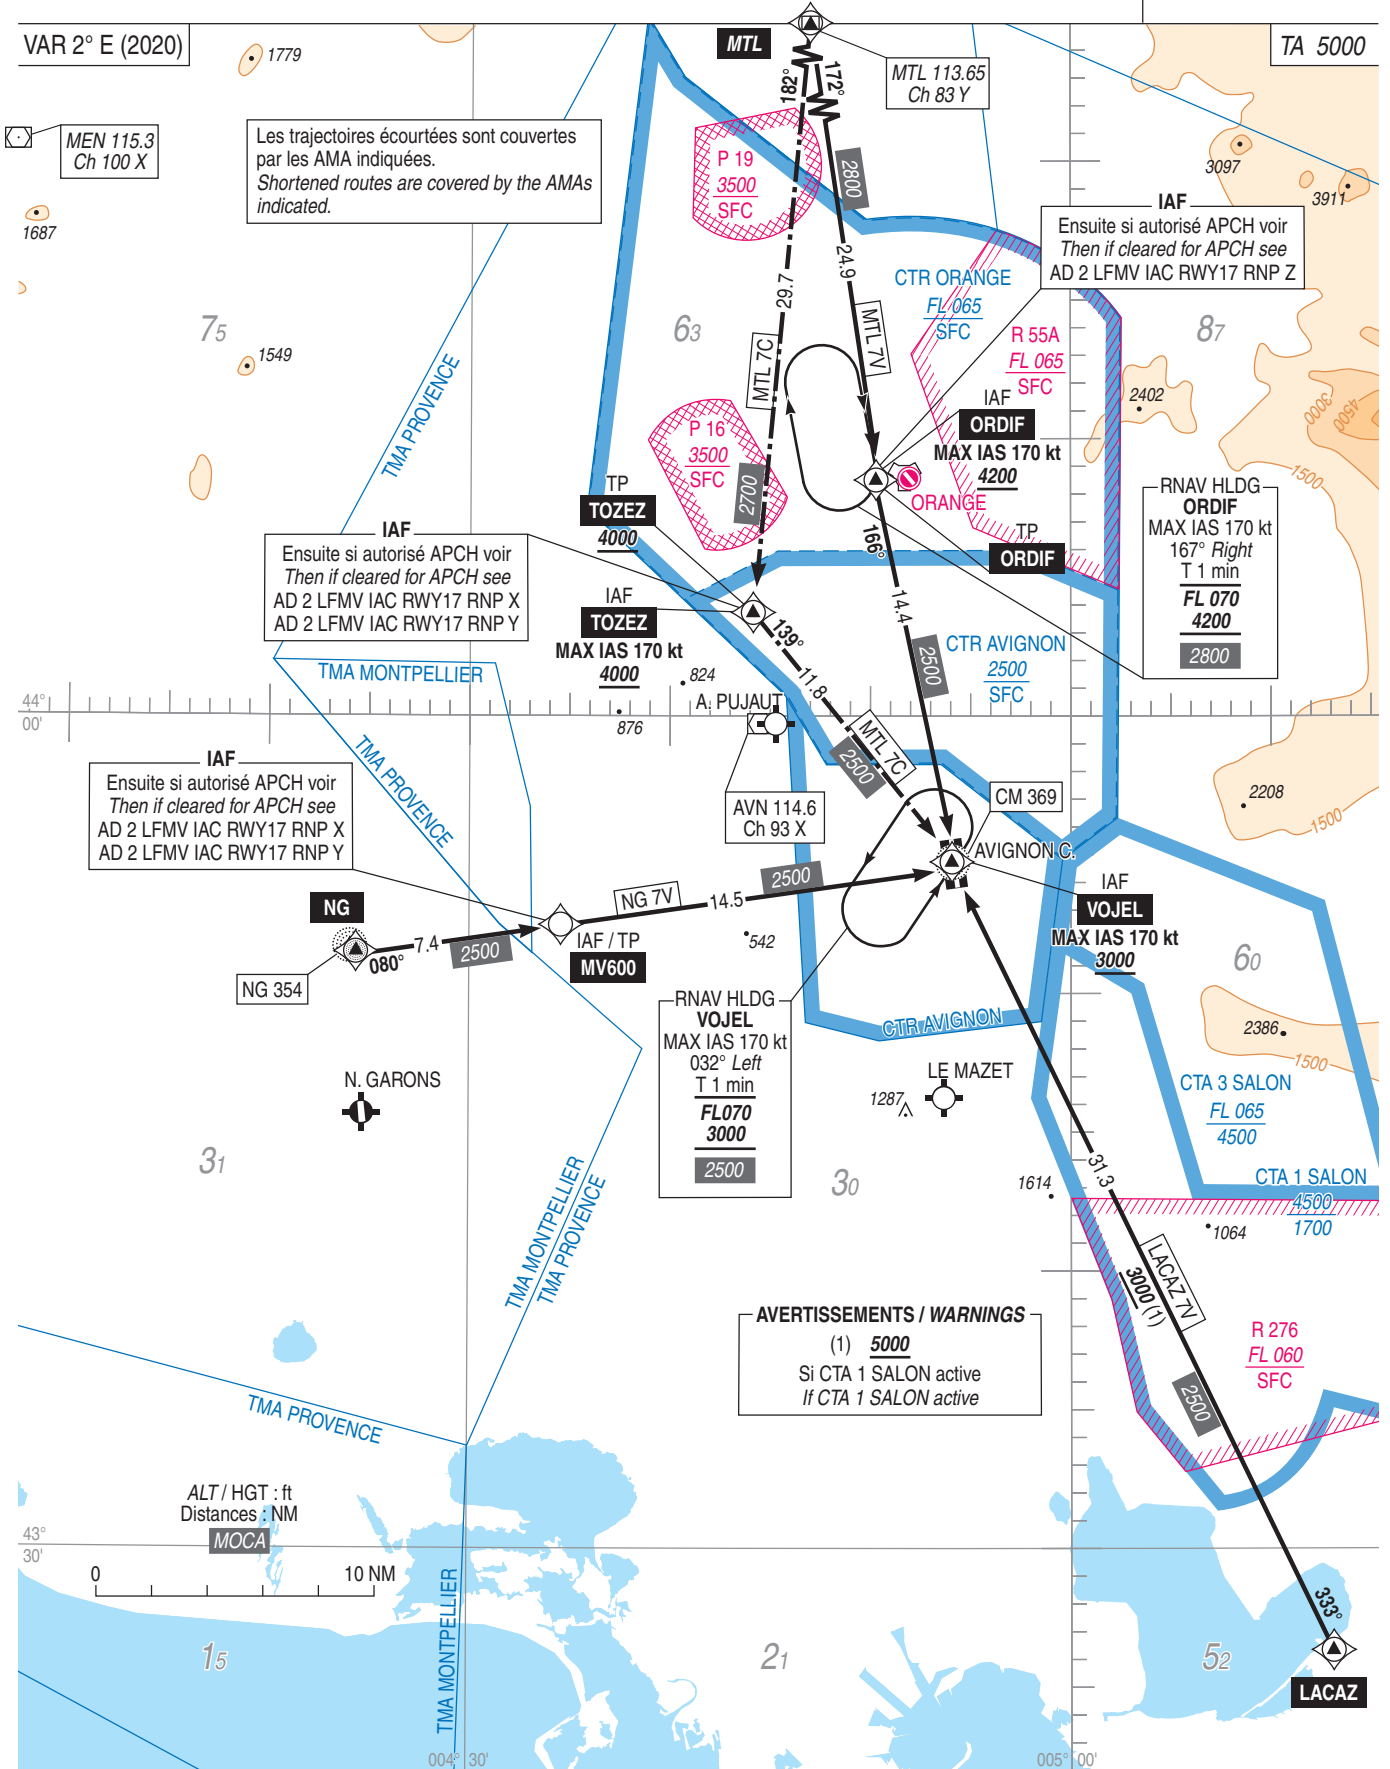 VAR 2° E (2020)
1779
MTL
182°
172°
MTL 113.65
Ch 83 Y
TA 5000
MEN 115.3
Ch 100 X
Les trajectoires écourtées sont couvertes
par les AMA indiquées.
Shortened routes are covered by the AMAs
indicated.
P 19
3500
SFC
2800
3097
3911
1687
IAF
Ensuite si autorisé APCH voir
Then if cleared for APCH see
AD 2 LFMV IAC RWY17 RNP Z
24.9
29.7
CTR ORANGE
FL 065
SFC
75
63
87
R 55A
FL 065
SFC
1549
MTL 7V
MTL 7C
TMA PROVENCE
2402
3000
4500
IAF
ORDIF
MAX IAS 170 kt
4200
P 16
3500
SFC
2700
ORANGE
1500
TP
TOZEZ
4000
RNAV HLDG
ORDIF
MAX IAS 170 kt
167° Right
T 1 min
FL 070
4200
2800
166°
TP
ORDIF
IAF
Ensuite si autorisé APCH voir
Then if cleared for APCH see
AD 2 LFMV IAC RWY17 RNP X
AD 2 LFMV IAC RWY17 RNP Y
IAF
TOZEZ
MAX IAS 170 kt
4000
139°
14.4
2500
CTR AVIGNON
2500
SFC
TMA MONTPELLIER
824
11.8
44°
00'
876
A. PUJAUT
MTL 7C
2500
TMA PROVENCE
IAF
Ensuite si autorisé APCH voir
Then if cleared for APCH see
AD 2 LFMV IAC RWY17 RNP X
AD 2 LFMV IAC RWY17 RNP Y
AVN 114.6
Ch 93 X
CM 369
2208
1500
AVIGNON C.
2500
NG 7V
14.5
IAF
VOJEL
MAX IAS 170 kt
3000
NG
7.4
080°
2500
IAF / TP
MV600
542
60
NG 354
RNAV HLDG
VOJEL
MAX IAS 170 kt
032° Left
T 1 min
FL070
3000
2500
CTR AVIGNON
2386
1500
N. GARONS
LE MAZET
1287
CTA 3 SALON
FL 065
4500
31
30
31.3
1614
CTA 1 SALON
4500
1700
1064
TMA MONTPELLIER
TMA PROVENCE
LACAZ 7V
3000 (1)
AVERTISSEMENTS / WARNINGS
(1) 5000
Si CTA 1 SALON active
If CTA 1 SALON active
R 276
FL 060
SFC
2500
TMA PROVENCE
ALT / HGT : ft
Distances : NM
MOCA
43°
30'
0
10 NM
TMA MONTPELLIER
333°
15
21
52
LACAZ
004° 30'
005° 00'